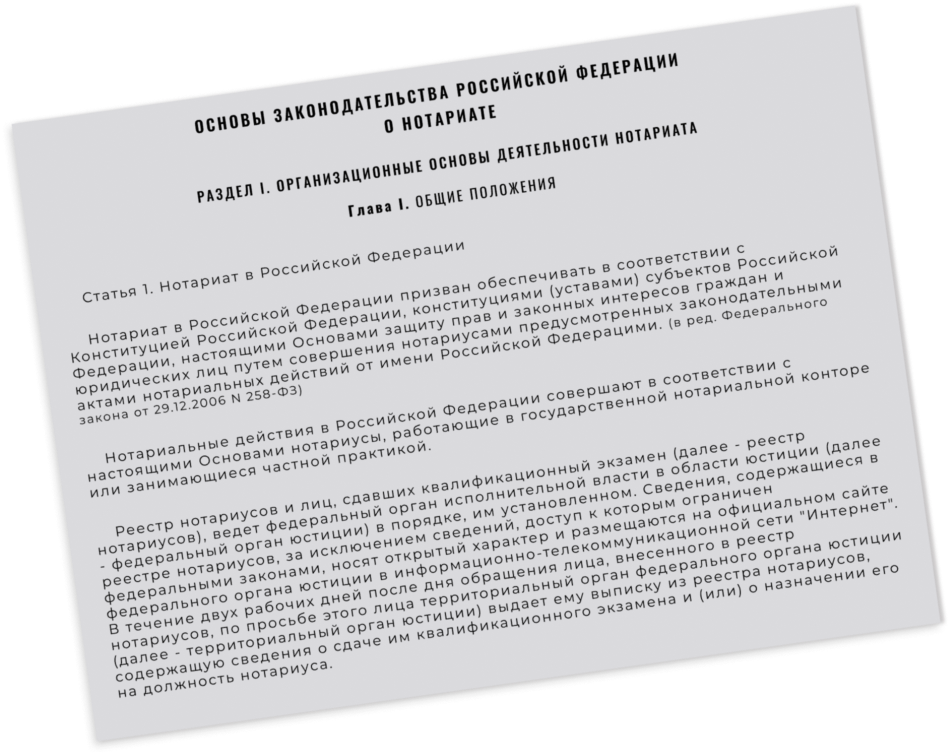 ОСНОВЫ ЗАКОНОДАТЕЛЬСТВА РОССИЙСКОЙ ФЕДЕРАЦИИ
О НОТАРИАТЕ
РАЗДЕЛ I. ОРГАНИЗАЦИОННЫЕ ОСНОВЫ ДЕЯТЕЛЬНОСТИ НОТАРИАТА
Глава I. ОБЩИЕ ПОЛОЖЕНИЯ
Статья 1. Нотариат в Российской Федерации
Нотариат в Российской Федерации призван обеспечивать в соответствии с
Конституцией Российской Федерации, конституциями (уставами) субъектов Российской
Федерации, настоящими Основами защиту прав и законных интересов граждан и
юридических лиц путем совершения нотариусами предусмотренных законодательными
актами нотариальных действий от имени Российской Федерацими. (в ред. Федерального
закона от 29.12.2006 N 258-ФЗ)
Нотариальные действия в Российской Федерации совершают в соответствии с
настоящими Основами нотариусы, работающие в государственной нотариальной конторе
или занимающиеся частной практикой.
Реестр нотариусов и лиц, сдавших квалификационный экзамен (далее - реестр
нотариусов), ведет федеральный орган исполнительной власти в области юстиции (далее
- федеральный орган юстиции) в порядке, им установленном. Сведения, содержащиеся в
реестре нотариусов, за исключением сведений, доступ к которым ограничен
федеральными законами, носят открытый характер и размещаются на официальном сайте
федерального органа юстиции в информационно-телекоммуникационной сети "Интернет".
В течение двух рабочих дней после дня обращения лица, внесенного в реестр
нотариусов, по просьбе этого лица территориальный орган федерального органа юстиции
(далее - территориальный орган юстиции) выдает ему выписку из реестра нотариусов,
содержащую сведения о сдаче им квалификационного экзамена и (или) о назначении его
на должность нотариуса.